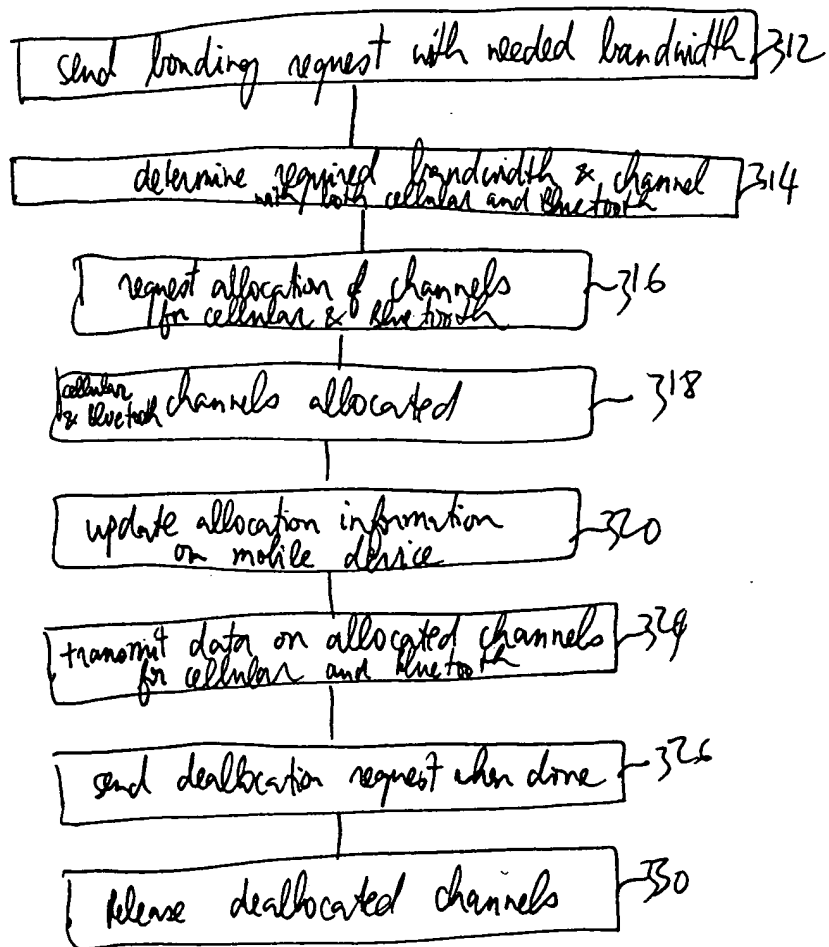 send bonding request with needed bandwidth 312
determine required bandwidth & channel 314
with both cellular and Bluetooth
request allocation of channels 316
for cellular & Bluetooth
cellular
& Bluetooth channels allocated 318
update allocation information 320
on mobile device
transmit data on allocated channels 324
for cellular and Bluetooth
send deallocation request when done 326
Release deallocated channels 330